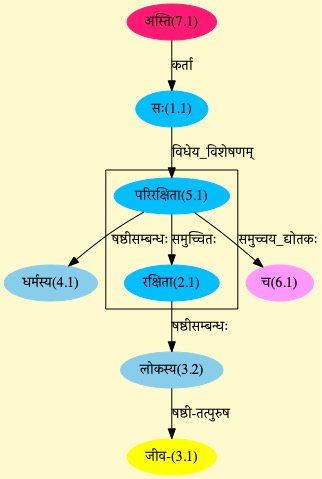 अस्ति(7.1)
कर्ता
सः(1.1)
विधेय_विशेषणम्
परिरक्षिता(5.1)
षष्ठीसम्बन्धः समुच्चितः समुच्चय_द्योतकः
धर्मस्य(4.1) रक्षिता(2.1) च(6.1)
षष्ठीसम्बन्धः
लोकस्य(3.2)
षष्ठी-तत्पुरुष
जीव-(3.1)